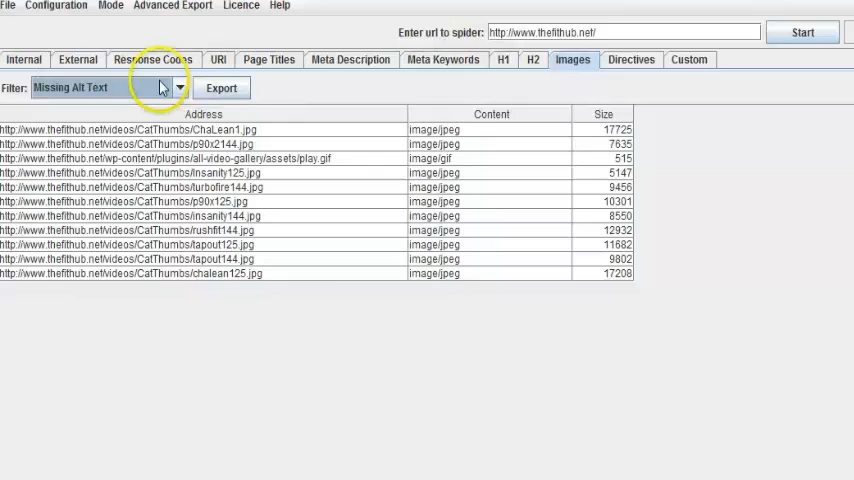 File Configuration Mode Advanced Export Licence Help
Enter url to spider: http://www.thefithub.net/ Start
Internal External Response Codes URI Page Titles Meta Description Meta Keywords H1 H2 Images Directives Custom
Filter: Missing Alt Text Export
Address Content Size
http://www.thefithub.net/videos/CatThumbs/ChaLean1.jpg image/jpeg 17725
http://www.thefithub.net/videos/CatThumbs/p90x2144.jpg image/jpeg 7635
http://www.thefithub.net/wp-content/plugins/all-video-gallery/assets/play.gif image/gif 515
http://www.thefithub.net/videos/CatThumbs/Insanity125.jpg image/jpeg 5147
http://www.thefithub.net/videos/CatThumbs/turbofire144.jpg image/jpeg 9456
http://www.thefithub.net/videos/CatThumbs/p90x125.jpg image/jpeg 10301
http://www.thefithub.net/videos/CatThumbs/insanity144.jpg image/jpeg 8550
http://www.thefithub.net/videos/CatThumbs/rushfit144.jpg image/jpeg 12932
http://www.thefithub.net/videos/CatThumbs/tapout125.jpg image/jpeg 11682
http://www.thefithub.net/videos/CatThumbs/tapout144.jpg image/jpeg 9802
http://www.thefithub.net/videos/CatThumbs/chalean125.jpg image/jpeg 17208